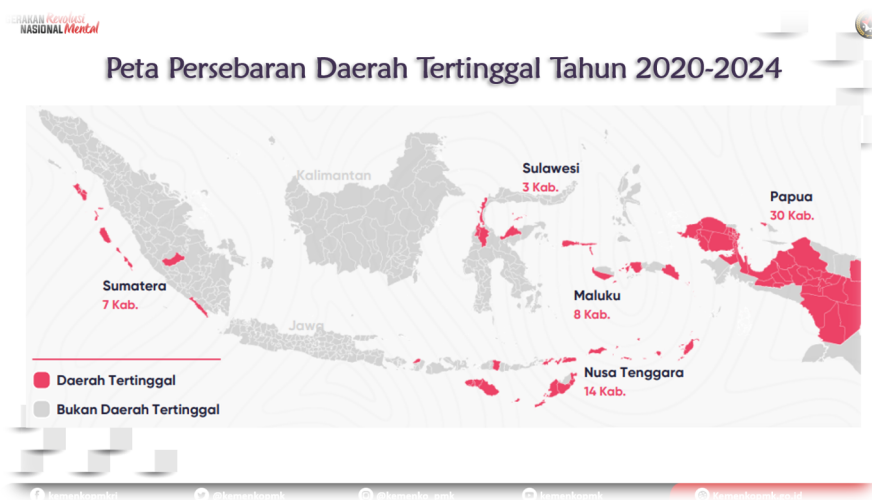 GERAKAN Revolusi
NASIONAL Mental
Peta Persebaran Daerah Tertinggal Tahun 2020-2024
Kalimantan
Sulawesi
3 Kab.
Papua
30 Kab.
Sumatera
7 Kab.
Maluku
8 Kab.
Jawa
Nusa Tenggara
14 Kab.
Daerah Tertinggal
Bukan Daerah Tertinggal